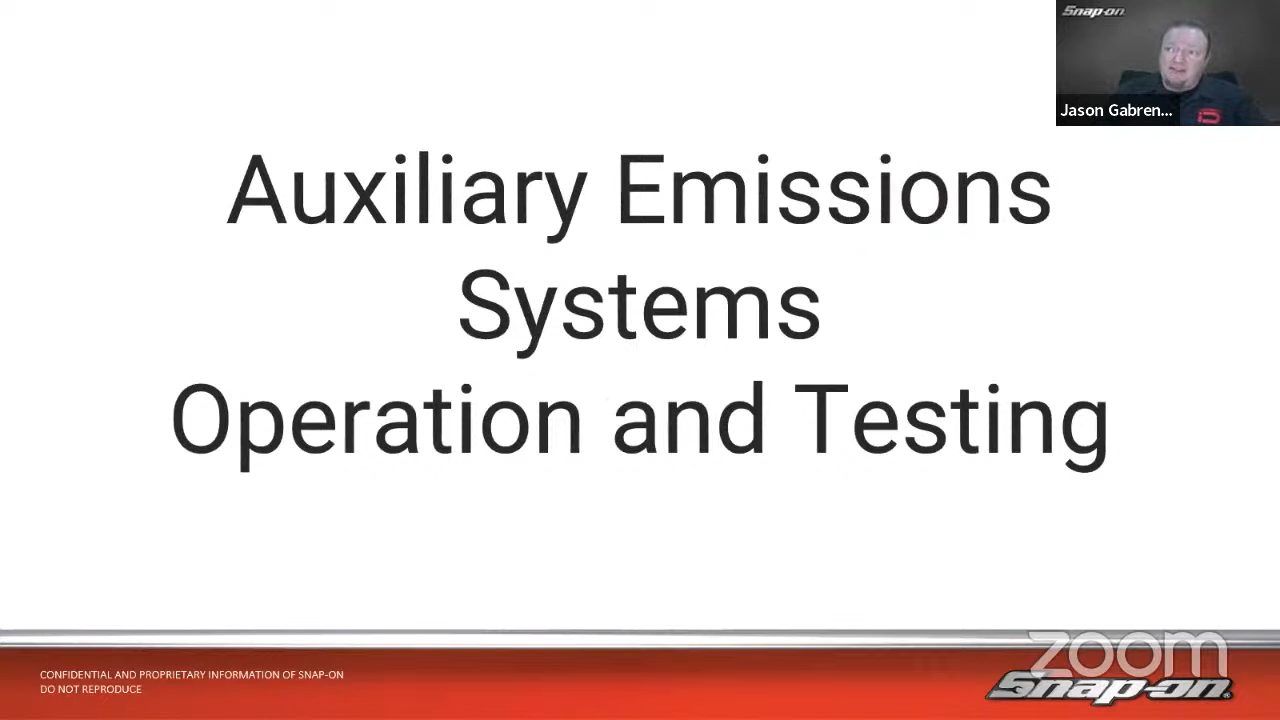 Snap-on
Jason Gabren...
Auxiliary Emissions
Systems
Operation and Testing
CONFIDENTIAL AND PROPRIETARY INFORMATION OF SNAP-ON
DO NOT REPRODUCE
zoom
Snap-on